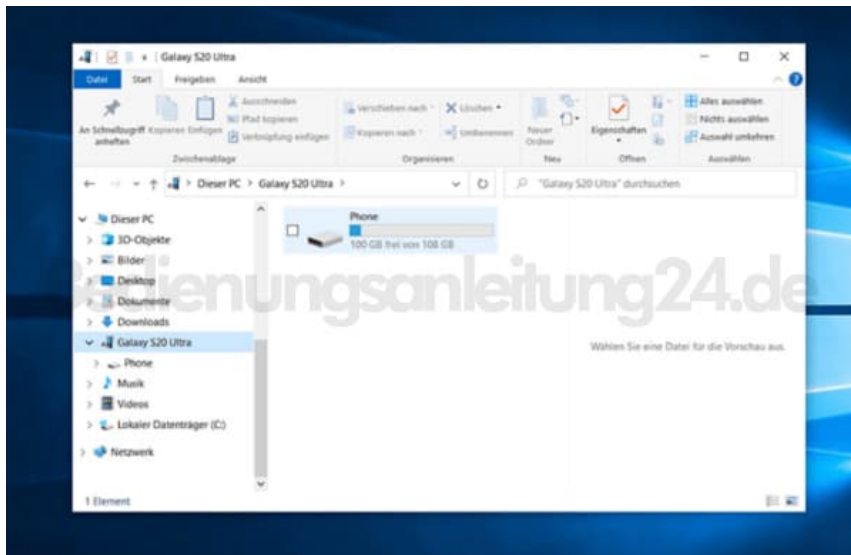 Galaxy S20 Ultra
Datei Start Freigeben Ansicht
An Schnellzugriff anheften
Kopieren
Einfügen
Ausschneiden
Pfad kopieren
Verknüpfung einfügen
Verschieben nach
Kopieren nach
Löschen
Umbenennen
Neuer Ordner
Eigenschaften
Alles auswählen
Nichts auswählen
Auswahl umkehren
Zwischenablage Organisieren Neu Öffnen Auswählen
Dieser PC > Galaxy S20 Ultra >
"Galaxy S20 Ultra" durchsuchen
Dieser PC
3D-Objekte
Bilder
Desktop
Dokumente
Downloads
Galaxy S20 Ultra
Phone
Musik
Videos
Lokaler Datenträger (C:)
Netzwerk
Phone
100 GB frei von 108 GB
Bedienungsanleitung24.de
Wählen Sie eine Datei für die Vorschau aus.
1 Element